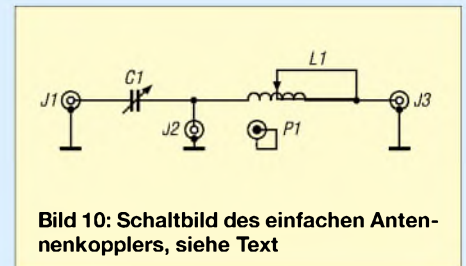 C1
L1
J1
J2
P1
J3
Bild 10: Schaltbild des einfachen Anten-
nenkopplers, siehe Text